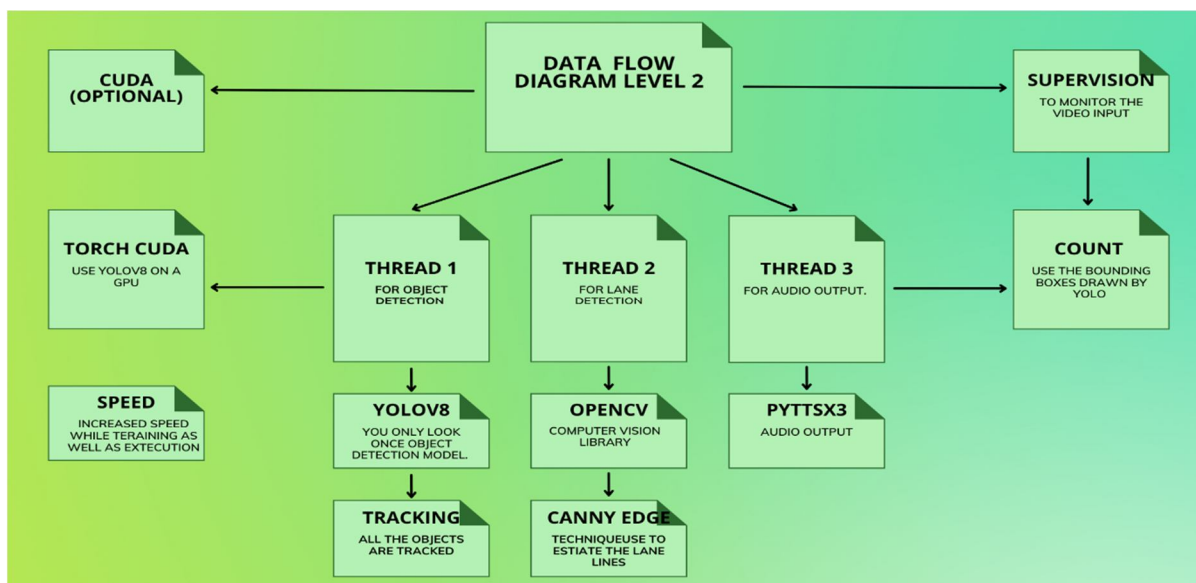 DATA FLOW
DIAGRAM LEVEL 2
CUDA
(OPTIONAL)
SUPERVISION
TO MONITOR THE
VIDEO INPUT
TORCH CUDA
USE YOLOV8 ON A
GPU
THREAD 1
FOR OBJECT
DETECTION
THREAD 2
FOR LANE
DETECTION
THREAD 3
FOR AUDIO OUTPUT.
COUNT
USE THE BOUNDING
BOXES DRAWN BY
YOLO
SPEED
INCREASED SPEED
WHILE TERAINING AS
WELL AS EXTECUTION
YOLOV8
YOU ONLY LOOK
ONCE OBJECT
DETECTION MODEL.
OPENCV
COMPUTER VISION
LIBRARY
PYTTSX3
AUDIO OUTPUT
TRACKING
ALL THE OBJECTS
ARE TRACKED
CANNY EDGE
TECHNIQUEUSE TO
ESTIATE THE LANE
LINES